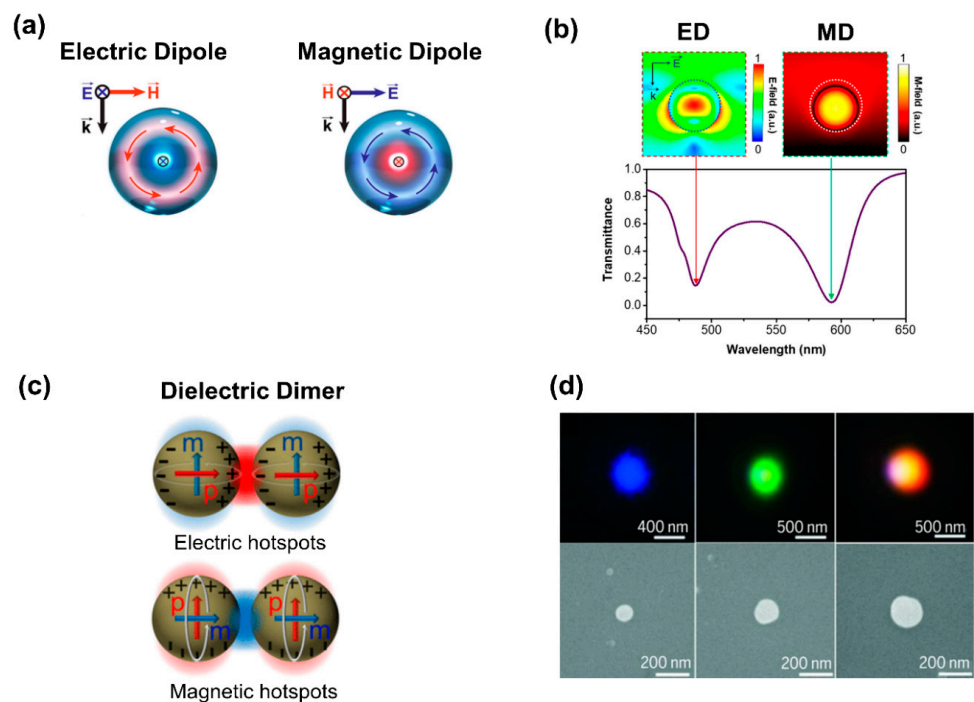 (a)
Electric Dipole
Magnetic Dipole
E
H
k
H
E
k
(b)
ED
MD
E
k
1
E-field (a.u.)
0
1
M-field (a.u.)
0
Transmittance
1.0
0.8
0.6
0.4
0.2
0.0
450 500 550 600 650
Wavelength (nm)
(c)
Dielectric Dimer
m
p
m
p
Electric hotspots
p
m
p
m
Magnetic hotspots
(d)
400 nm
500 nm
500 nm
200 nm
200 nm
200 nm